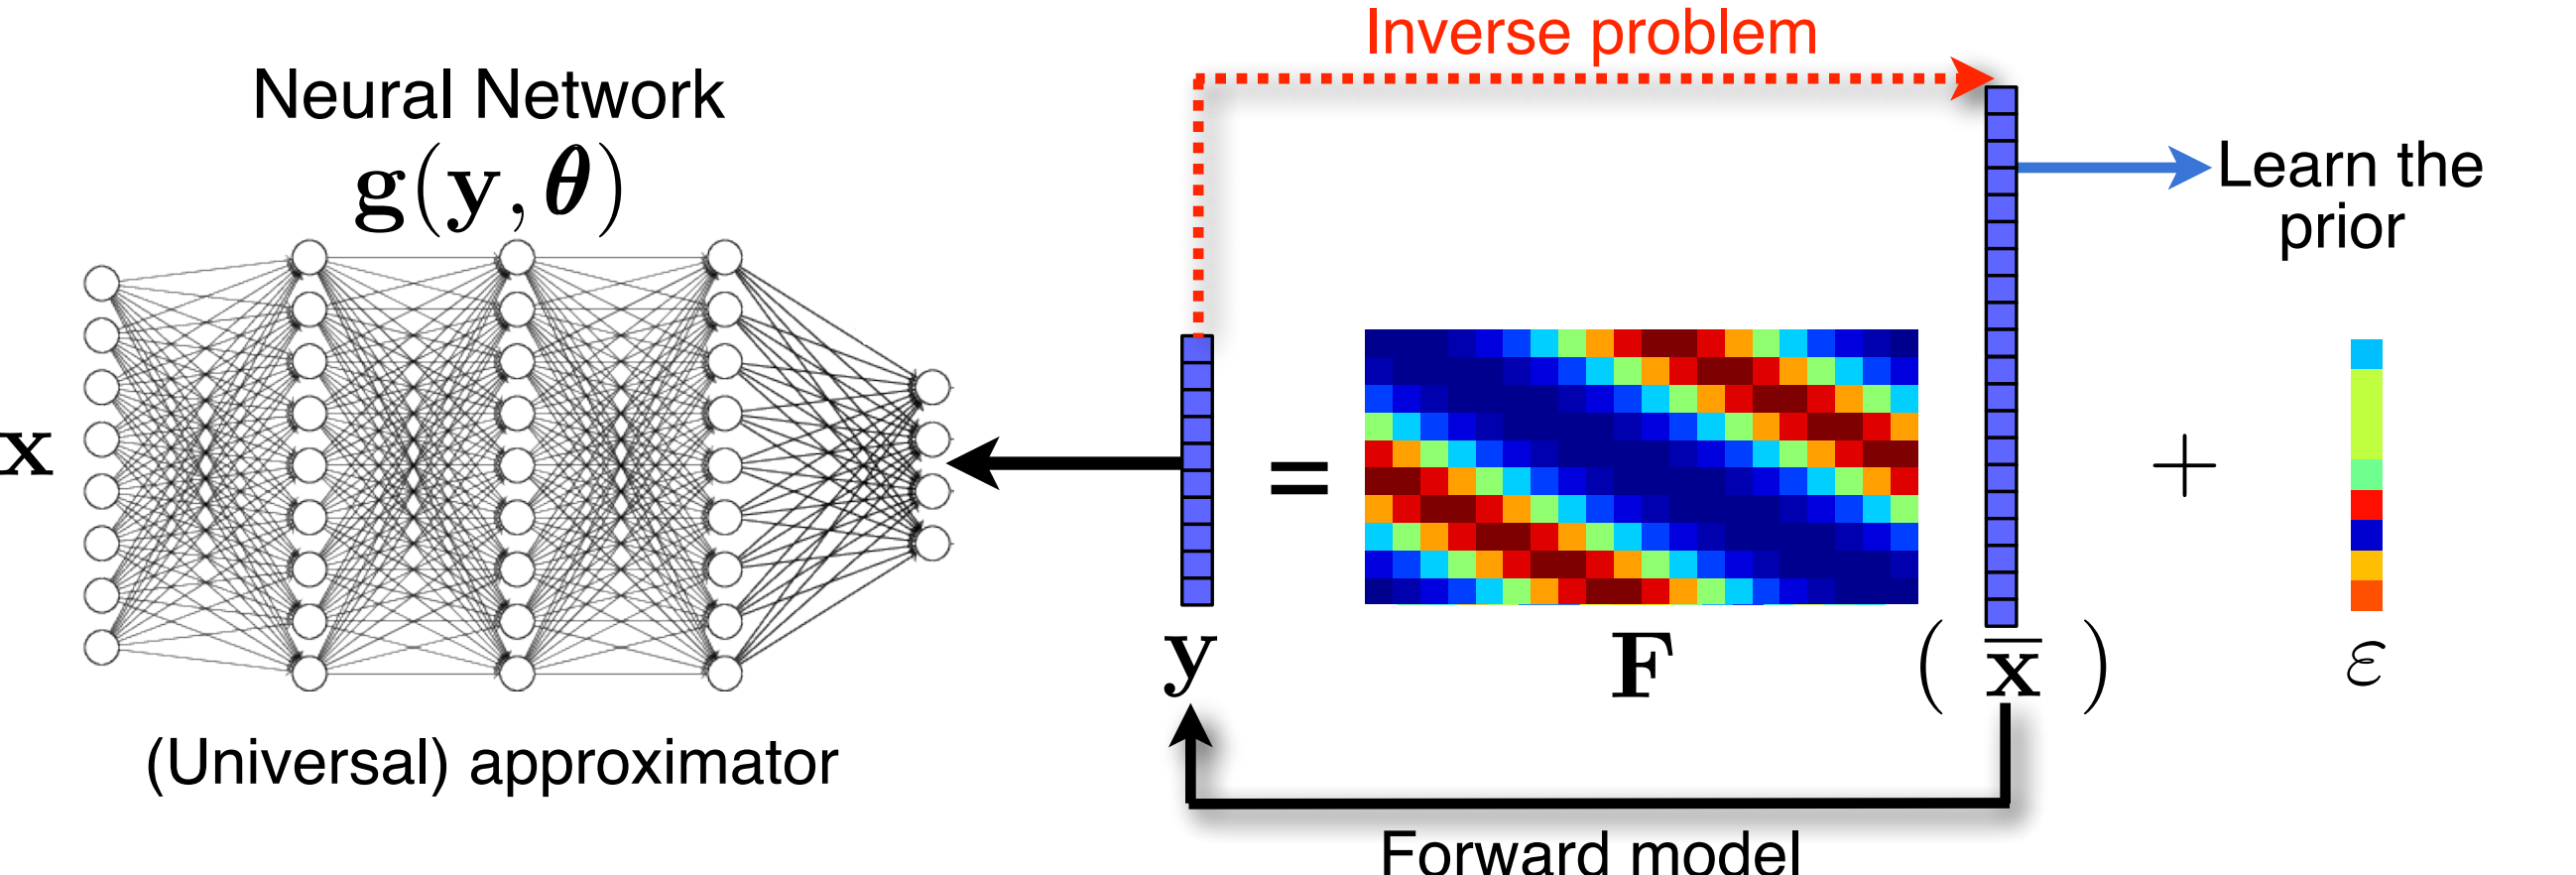 Inverse problem
Neural Network
g(y, θ)
Learn the
prior
x
=
+
y
F
( x̅ )
ε
(Universal) approximator
Forward model